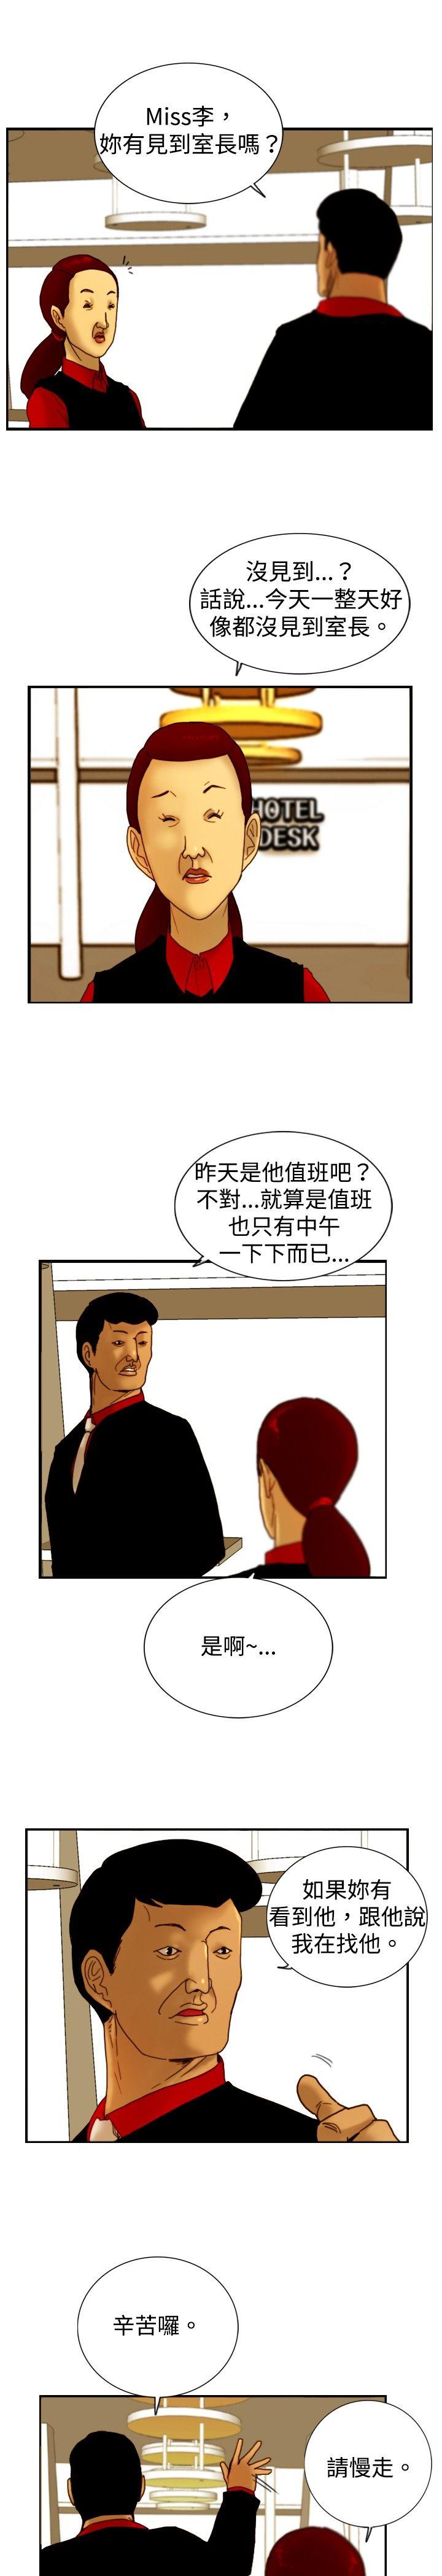 Miss李，
妳有見到室長嗎？
沒見到...？
話說...今天一整天好
像都沒見到室長。
HOTEL
DESK
昨天是他值班吧？
不對...就算是值班
也只有中午
一下下而已...
是啊~...
如果妳有
看到他，跟他說
我在找他。
辛苦囉。
請慢走。